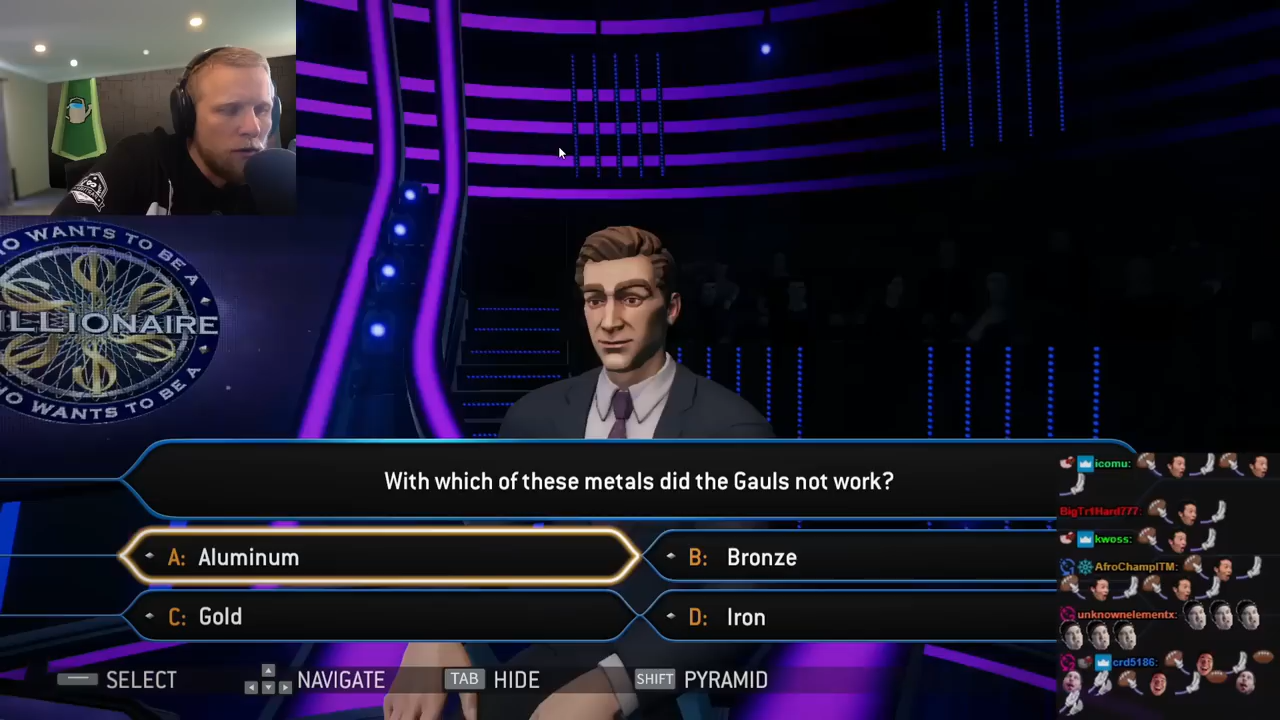 WHO WANTS TO BE A
MILLIONAIRE
WHO WANTS TO BE A
With which of these metals did the Gauls not work?
A: Aluminum
B: Bronze
C: Gold
D: Iron
icomu:
BigTr1Hard777:
kwoss:
AfroChamp1TM:
unknownelementx:
crd5186:
SELECT
NAVIGATE
TAB HIDE
SHIFT PYRAMID